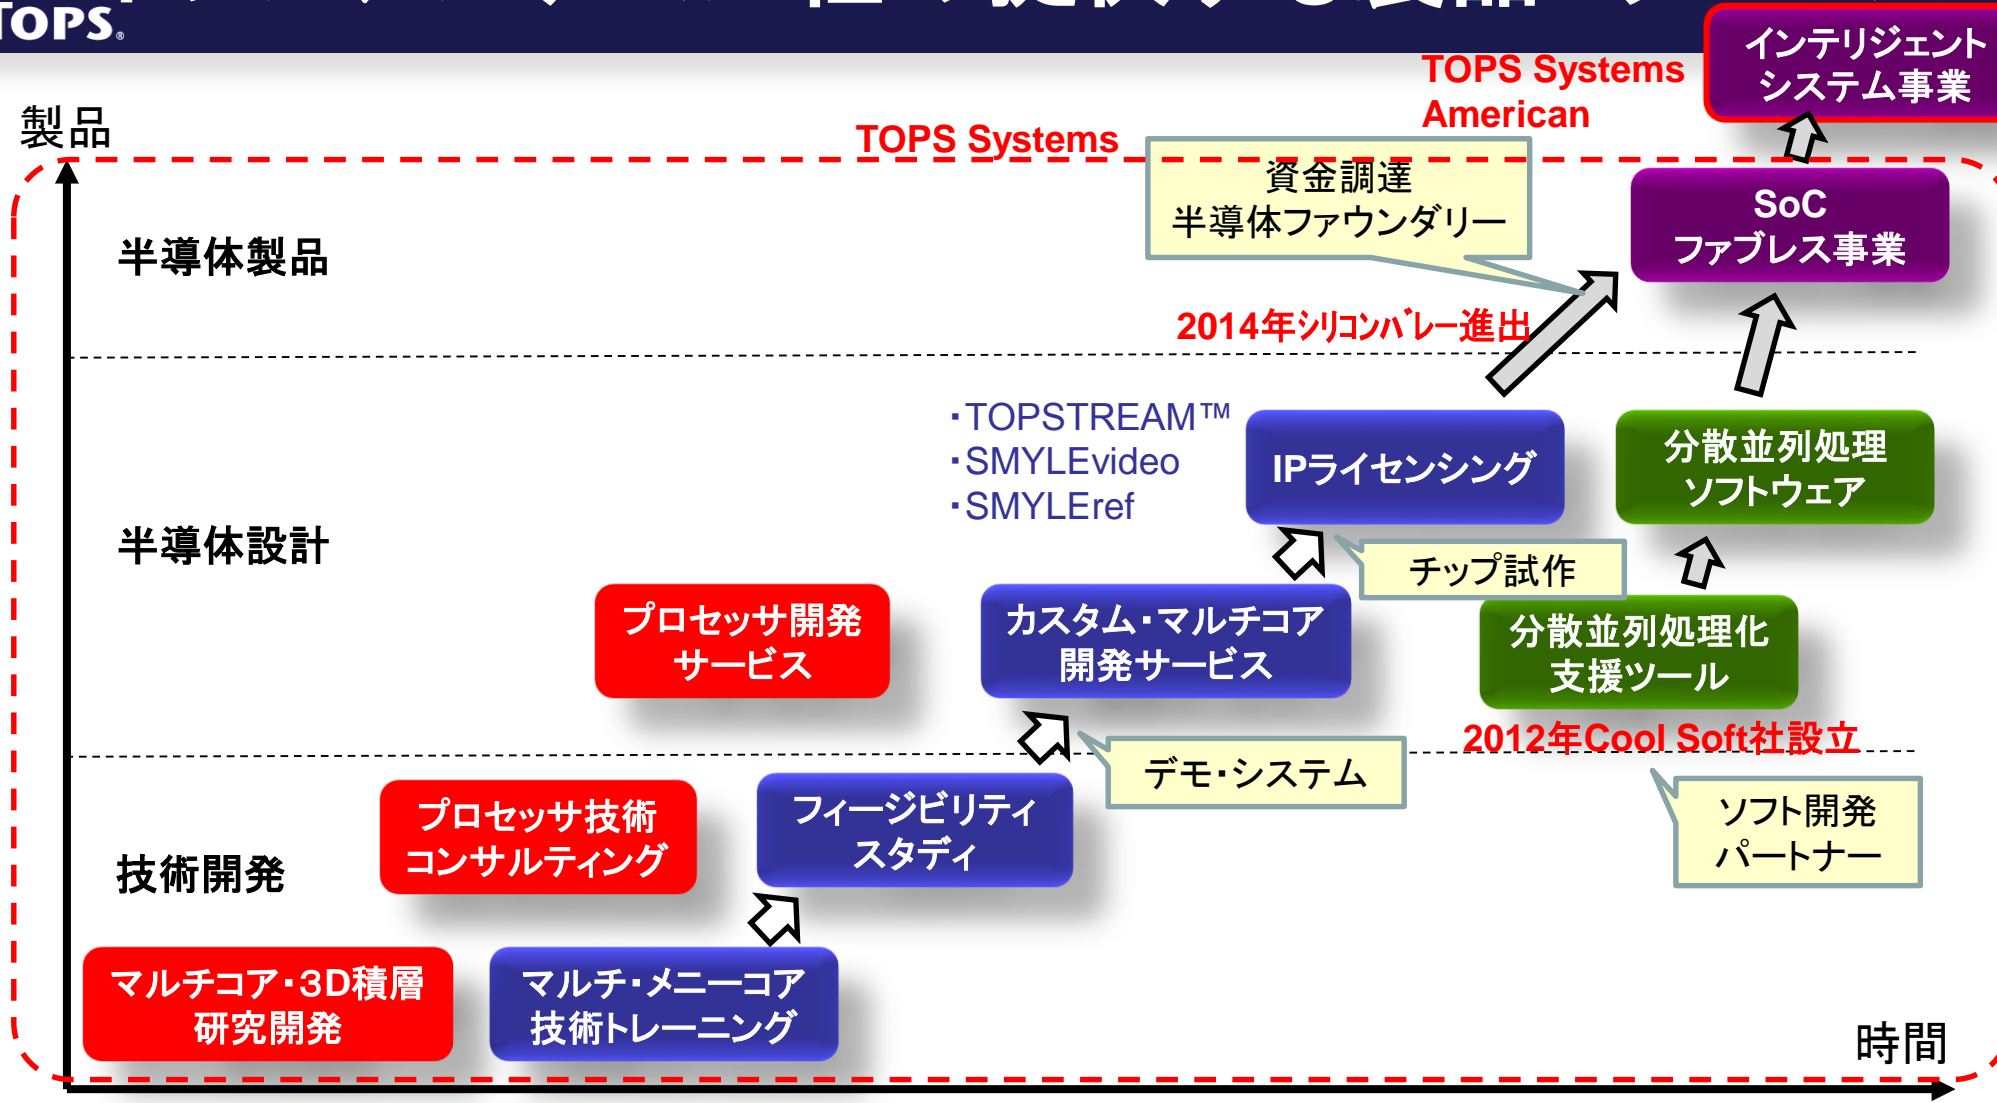 TOPS®
インテリジェント
システム事業
TOPS Systems
American
製品
TOPS Systems
資金調達
半導体ファウンダリー
SoC
ファブレス事業
半導体製品
2014年シリコンバレー進出
・TOPSTREAM™
・SMYLEvideo
・SMYLEref
IPライセンシング
分散並列処理
ソフトウェア
半導体設計
チップ試作
プロセッサ開発
サービス
カスタム・マルチコア
開発サービス
分散並列処理化
支援ツール
2012年Cool Soft社設立
デモ・システム
プロセッサ技術
コンサルティング
フィージビリティ
スタディ
ソフト開発
パートナー
技術開発
マルチコア・3D積層
研究開発
マルチ・メニーコア
技術トレーニング
時間